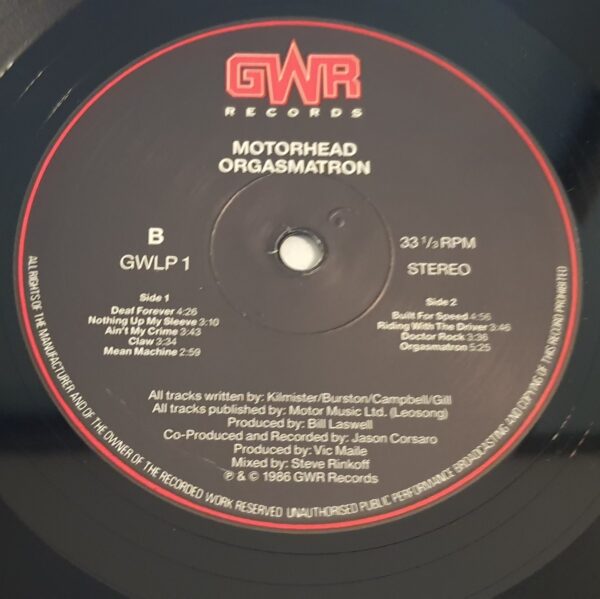 GWR
RECORDS
MOTORHEAD
ORGASMATRON
B
GWLP 1
33 1/3 RPM
STEREO
Side 1
Deaf Forever 4:26
Nothing Up My Sleeve 3:10
Ain't My Crime 3:43
Claw 3:34
Mean Machine 2:59
Side 2
Built For Speed 4:56
Riding With The Driver 3:46
Doctor Rock 3:36
Orgasmatron 5:25
All tracks written by: Kilmister/Burston/Campbell/Gill
All tracks published by: Motor Music Ltd. (Leosong)
Produced by: Bill Laswell
Co-Produced and Recorded by: Jason Corsaro
Produced by: Vic Maile
Mixed by: Steve Rinkoff
℗ & © 1986 GWR Records
ALL RIGHTS OF THE MANUFACTURER AND OF THE OWNER OF THE RECORDED WORK RESERVED UNAUTHORISED PUBLIC PERFORMANCE BROADCASTING AND COPYING OF THIS RECORD PROHIBITED